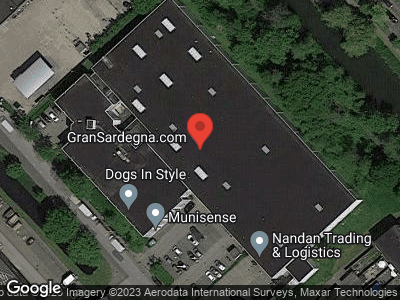 GranSardegna.com
Dogs In Style
Munisense
Nandan Trading
& Logistics
Google
Imagery ©2023 Aerodata International Surveys, Maxar Technologies